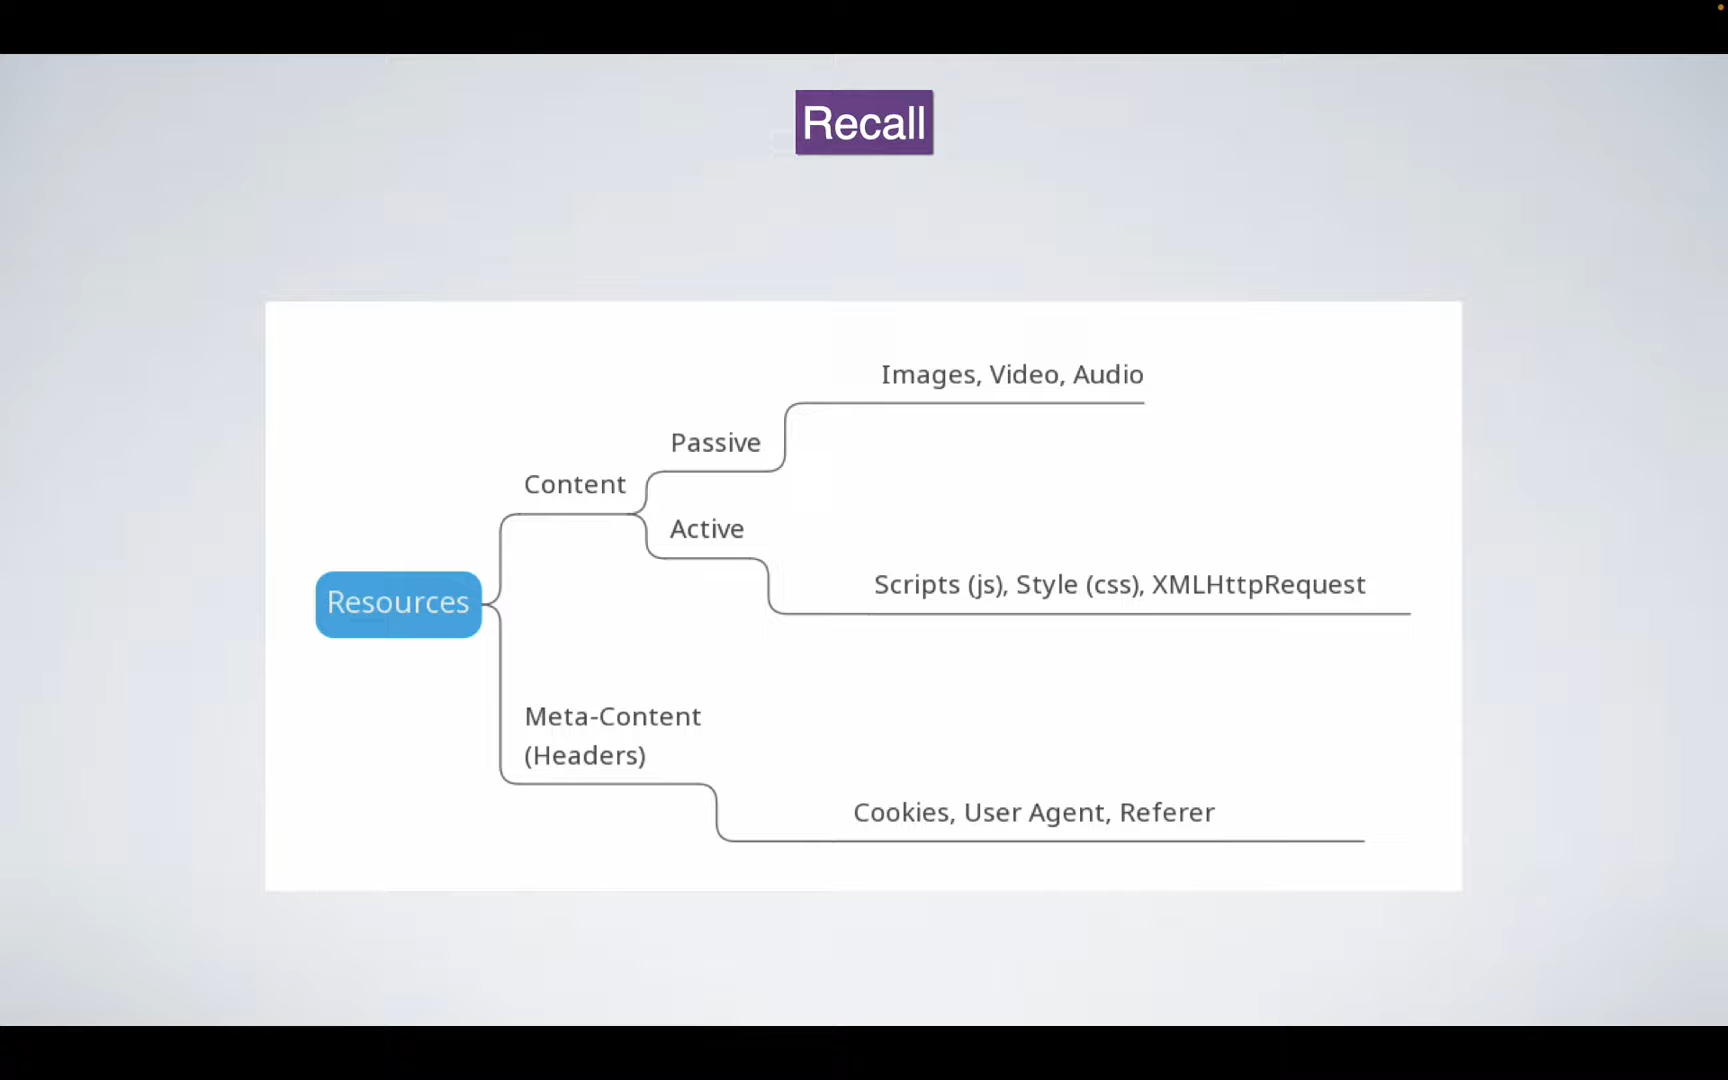 Recall
Images, Video, Audio
Passive
Content
Active
Scripts (js), Style (css), XMLHttpRequest
Resources
Meta-Content
(Headers)
Cookies, User Agent, Referer